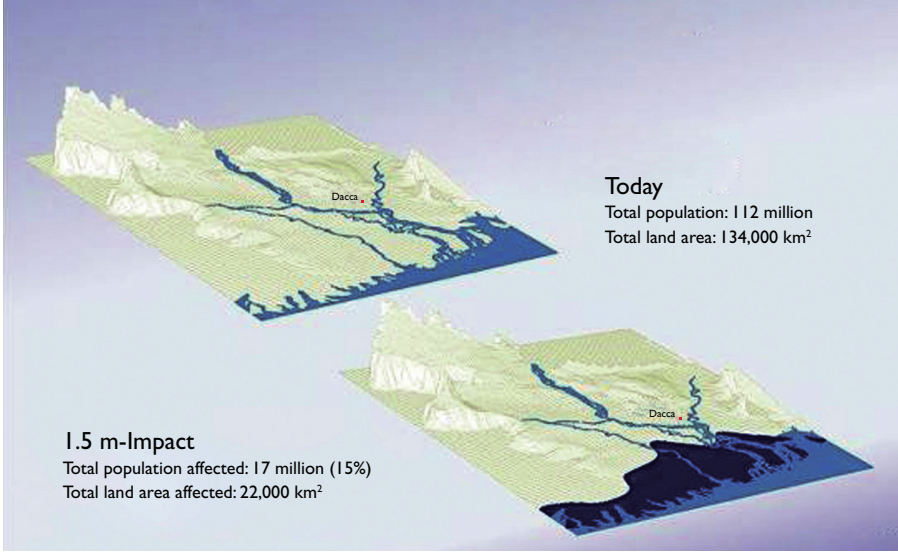 Dacca
Today
Total population: 112 million
Total land area: 134,000 km²
Dacca
1.5 m-Impact
Total population affected: 17 million (15%)
Total land area affected: 22,000 km²